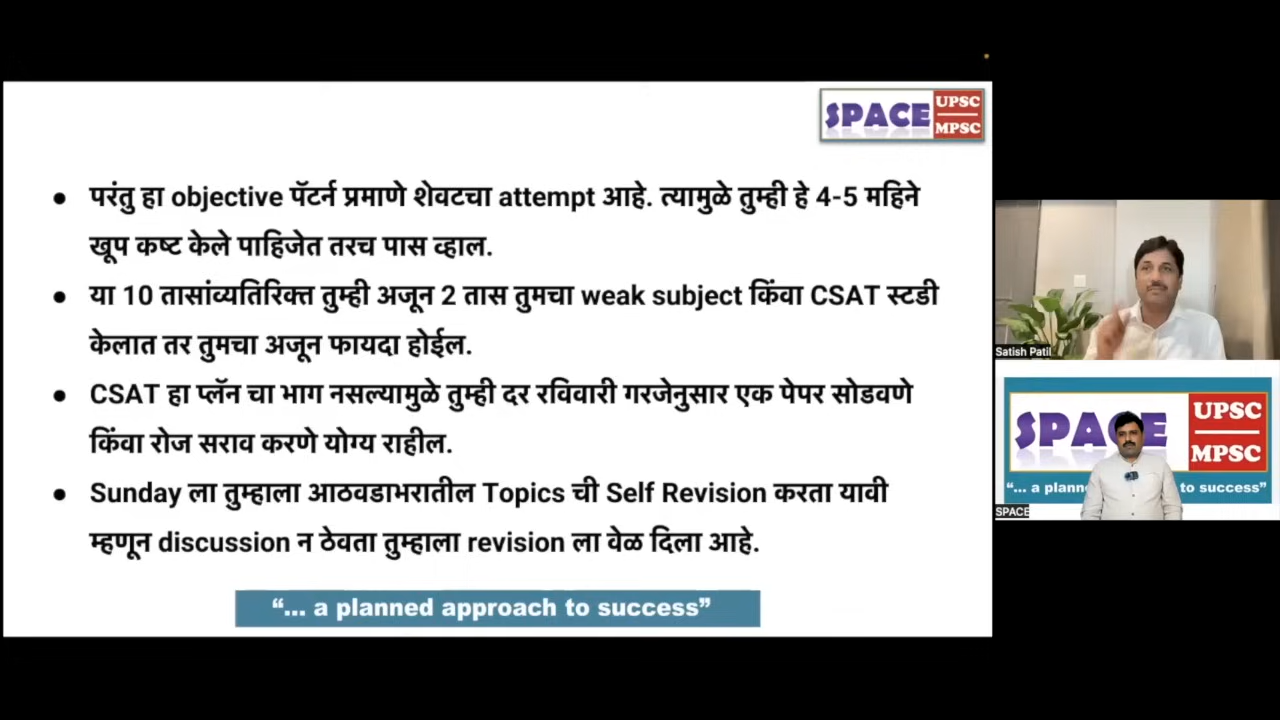 SPACE UPSC MPSC
परंतु हा objective पॅटर्न प्रमाणे शेवटचा attempt आहे. त्यामुळे तुम्ही हे 4-5 महिने
खूप कष्ट केले पाहिजेत तरच पास व्हाल.
या 10 तासांव्यतिरिक्त तुम्ही अजून 2 तास तुमचा weak subject किंवा CSAT स्टडी
केलात तर तुमचा अजून फायदा होईल.
CSAT हा प्लॅन चा भाग नसल्यामुळे तुम्ही दर रविवारी गरजेनुसार एक पेपर सोडवणे
किंवा रोज सराव करणे योग्य राहील.
Sunday ला तुम्हाला आठवडाभरातील Topics ची Self Revision करता यावी
म्हणून discussion न ठेवता तुम्हाला revision ला वेळ दिला आहे.
“... a planned approach to success”
Satish Patil
UPSC
MPSC
“... a to success”
SPACE